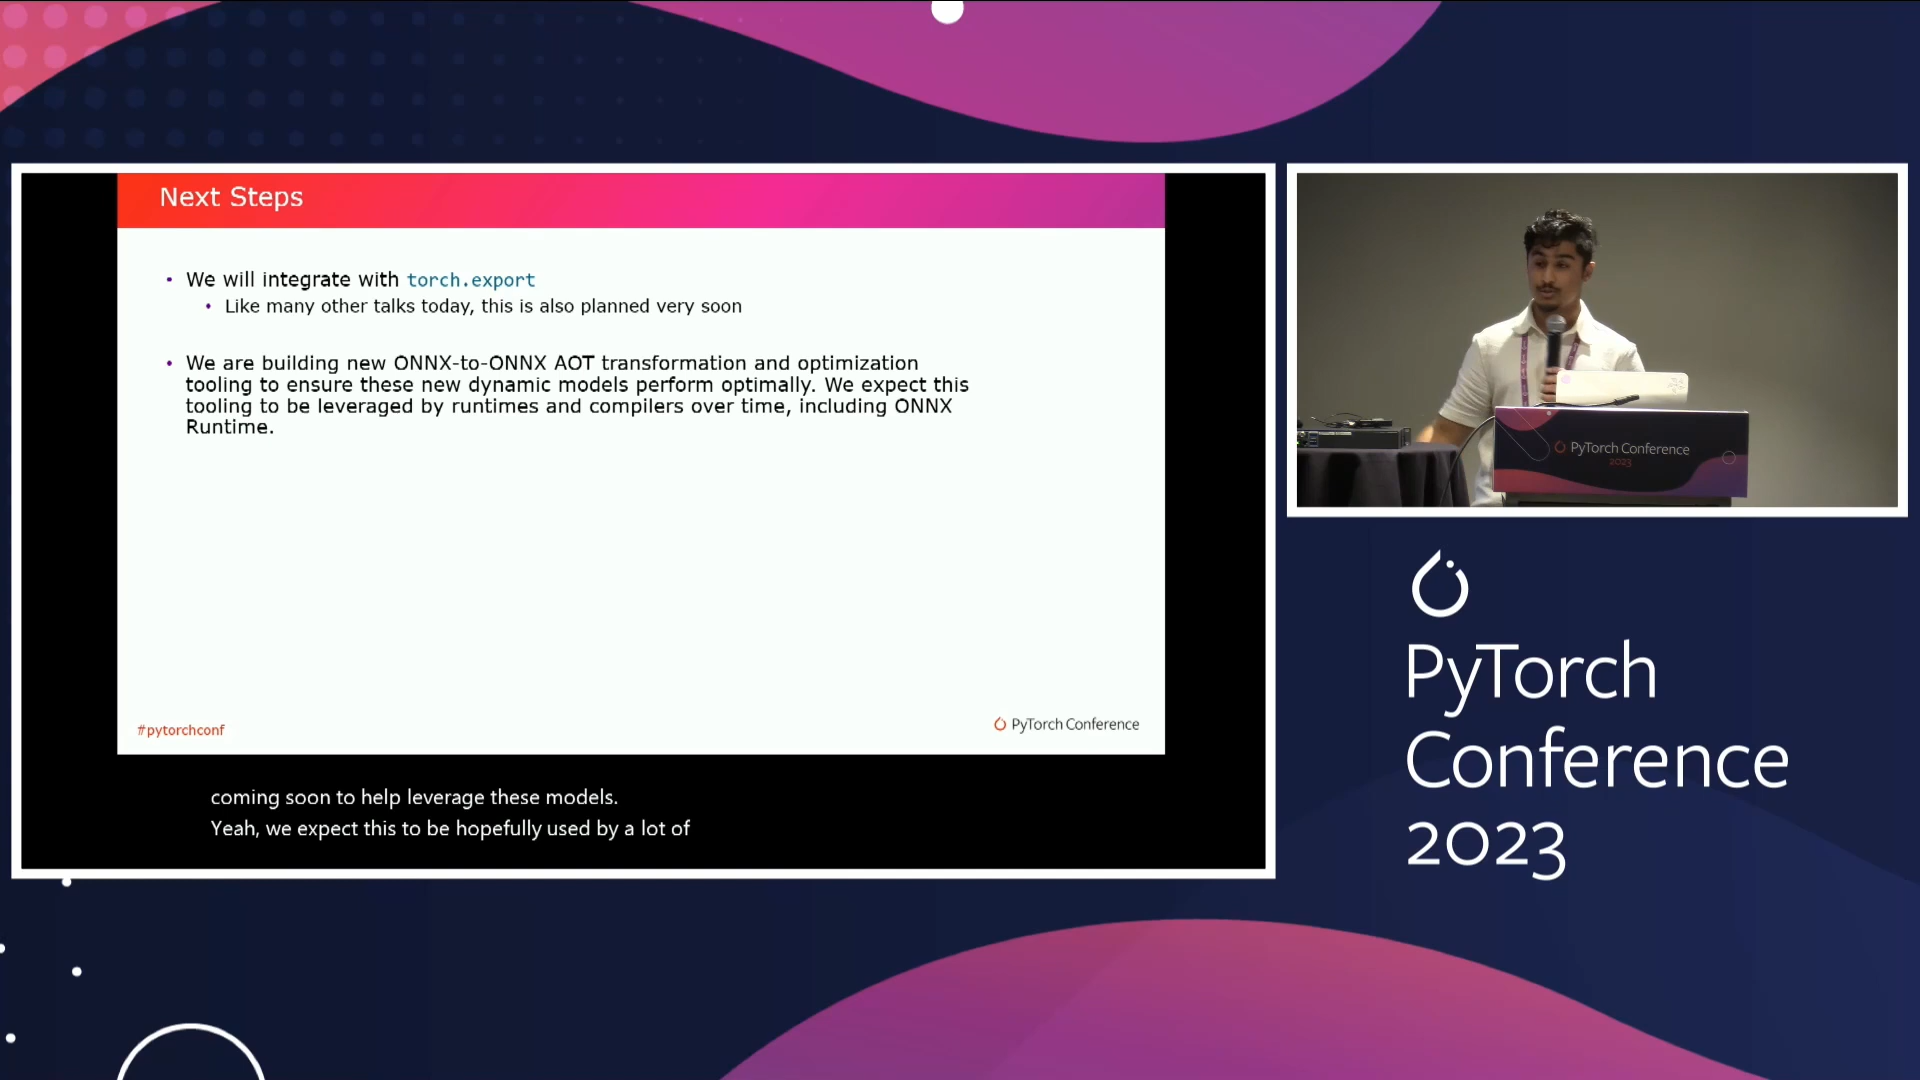 Next Steps
We will integrate with torch.export
Like many other talks today, this is also planned very soon
We are building new ONNX-to-ONNX AOT transformation and optimization
tooling to ensure these new dynamic models perform optimally. We expect this
tooling to be leveraged by runtimes and compilers over time, including ONNX
Runtime.
#pytorchconf
PyTorch Conference
coming soon to help leverage these models.
Yeah, we expect this to be hopefully used by a lot of
PyTorch Conference
2023
PyTorch
Conference
2023